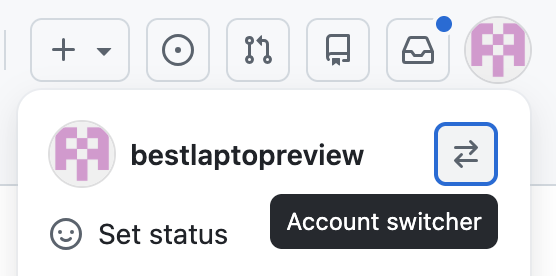 bestlaptopreview
Set status
Account switcher